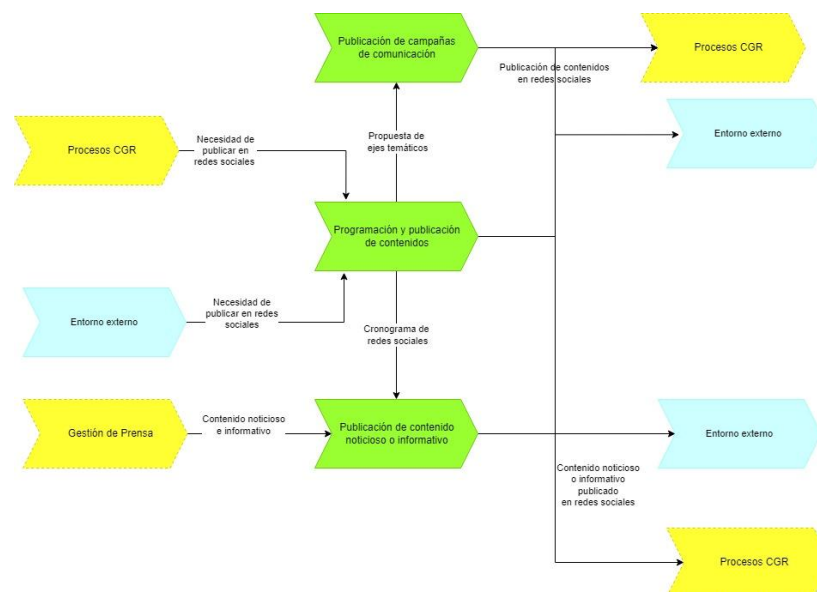 Publicación de campañas
de comunicación
Procesos CGR
Publicación de contenidos
en redes sociales
Entorno externo
Procesos CGR
Necesidad de
publicar en
redes sociales
Propuesta de
ejes temáticos
Programación y publicación
de contenidos
Entorno externo
Necesidad de
publicar en redes
sociales
Cronograma de
redes sociales
Gestión de Prensa
Contenido noticioso
e informativo
Publicación de contenido
noticioso o informativo
Entorno externo
Contenido noticioso
o informativo
publicado
en redes sociales
Procesos CGR